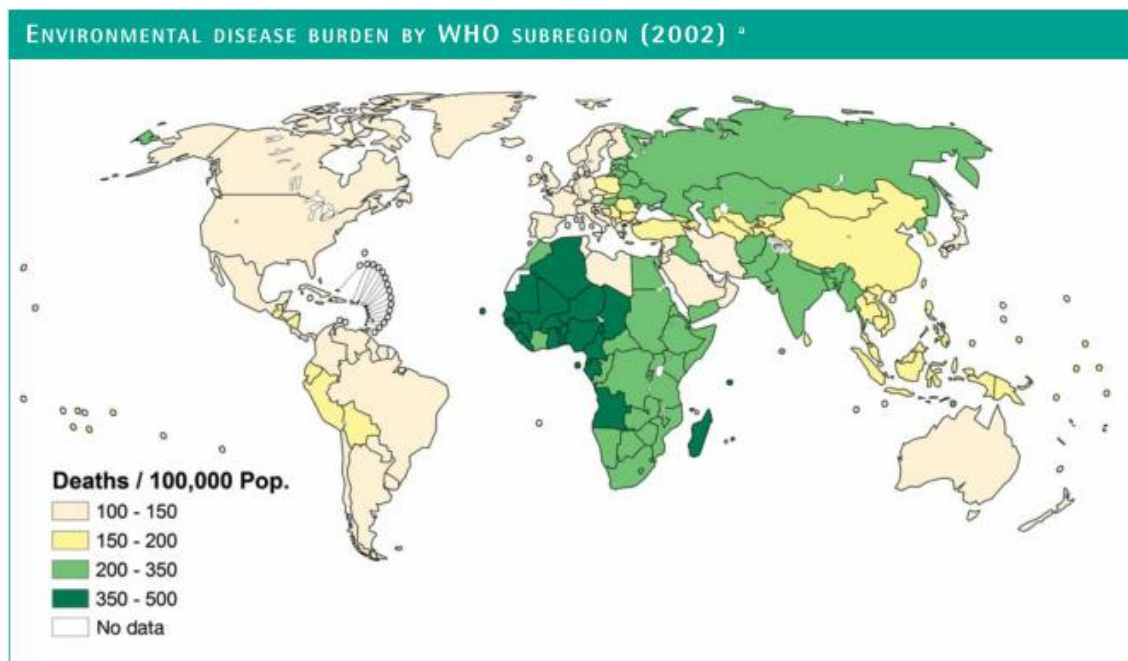 ENVIRONMENTAL DISEASE BURDEN BY WHO SUBREGION (2002) a
Deaths / 100,000 Pop.
100 - 150
150 - 200
200 - 350
350 - 500
No data